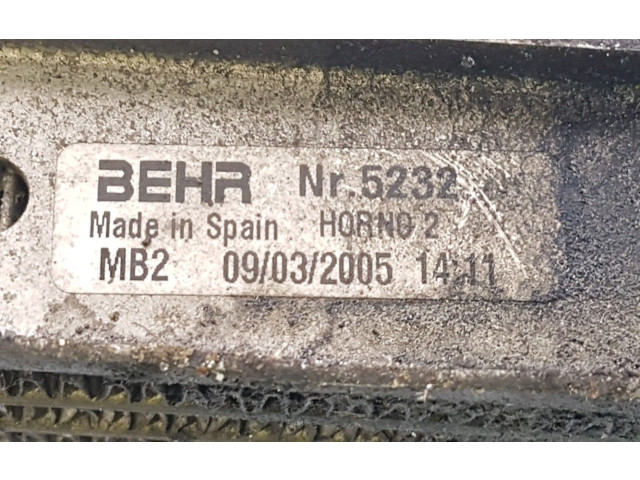 BEHR Nr.5232
Made in Spain HORNO 2
MB2 09/03/2005 14:11